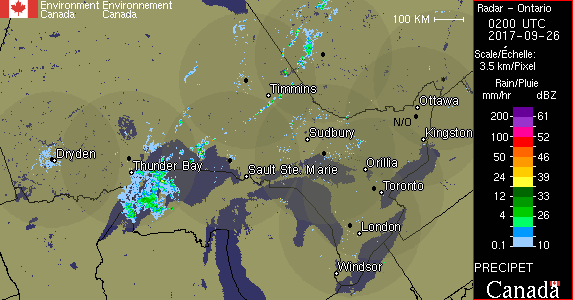 Environment Environnement
Canada Canada
100 KM
Timmins
Ottawa
N/O
Sudbury
Kingston
Dryden
Thunder Bay
Sault Ste. Marie
Orillia
Toronto
London
Windsor
Radar - Ontario
0200 UTC
2017-09-26
Scale/Échelle:
3.5 km/Pixel
Rain/Pluie
mm/hr dBZ
200 61
100 52
50 46
24 39
12 33
4 26
0.1 10
PRECIPET
Canada